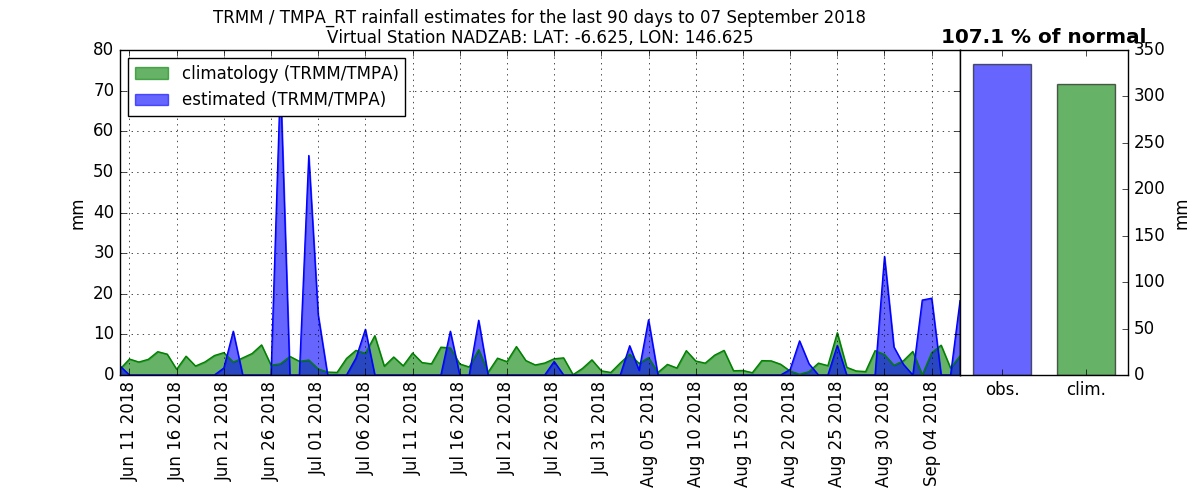 TRMM / TMPA_RT rainfall estimates for the last 90 days to 07 September 2018
Virtual Station NADZAB: LAT: -6.625, LON: 146.625
107.1 % of normal
climatology (TRMM/TMPA)
estimated (TRMM/TMPA)
80
70
60
50
40
30
20
10
0
mm
Jun 11 2018
Jun 16 2018
Jun 21 2018
Jun 26 2018
Jul 01 2018
Jul 06 2018
Jul 11 2018
Jul 16 2018
Jul 21 2018
Jul 26 2018
Jul 31 2018
Aug 05 2018
Aug 10 2018
Aug 15 2018
Aug 20 2018
Aug 25 2018
Aug 30 2018
Sep 04 2018
350
300
250
200
150
100
50
0
mm
obs.
clim.